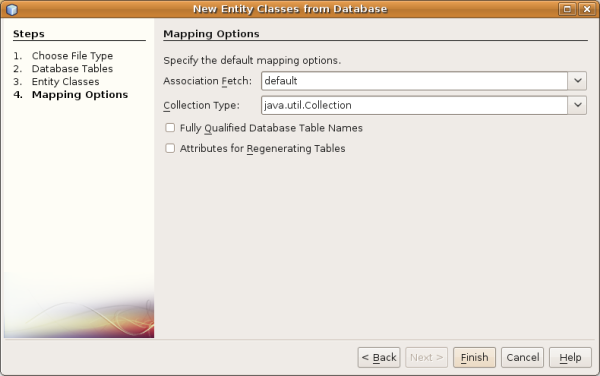 New Entity Classes from Database
Steps
1. Choose File Type
2. Database Tables
3. Entity Classes
4. Mapping Options
Mapping Options
Specify the default mapping options.
Association Fetch: default
Collection Type: java.util.Collection
Fully Qualified Database Table Names
Attributes for Regenerating Tables
< Back Next > Finish Cancel Help